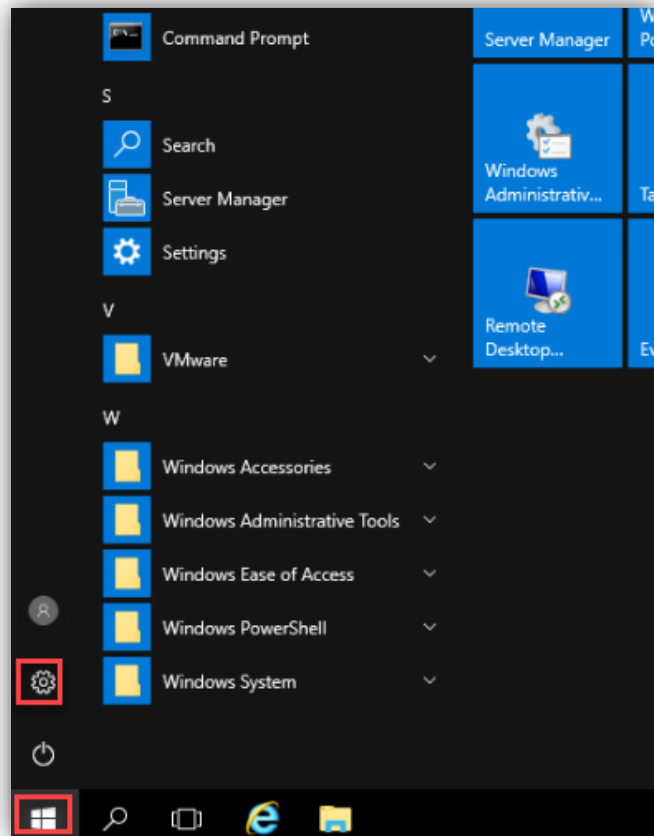 Command Prompt
S
Search
Server Manager
Settings
V
VMware
W
Windows Accessories
Windows Administrative Tools
Windows Ease of Access
Windows PowerShell
Windows System
Server Manager
Windows
Administrativ...
Remote
Desktop...